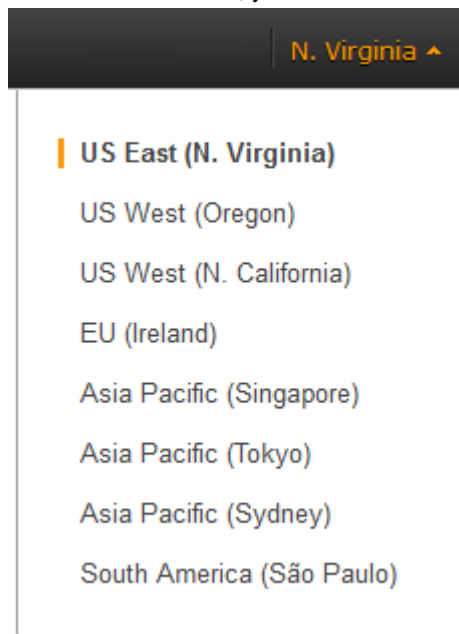 N. Virginia
US East (N. Virginia)
US West (Oregon)
US West (N. California)
EU (Ireland)
Asia Pacific (Singapore)
Asia Pacific (Tokyo)
Asia Pacific (Sydney)
South America (São Paulo)